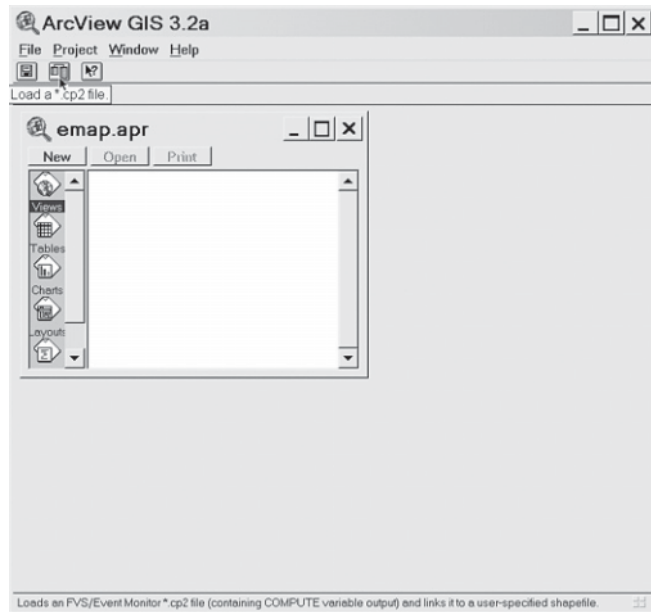 ArcView GIS 3.2a
File Project Window Help
Load a *.cp2 file.
emap.apr
New Open Print
Views
Tables
Charts
Layouts
Loads an FVS/Event Monitor *.cp2 file (containing COMPUTE variable output) and links it to a user-specified shapefile.